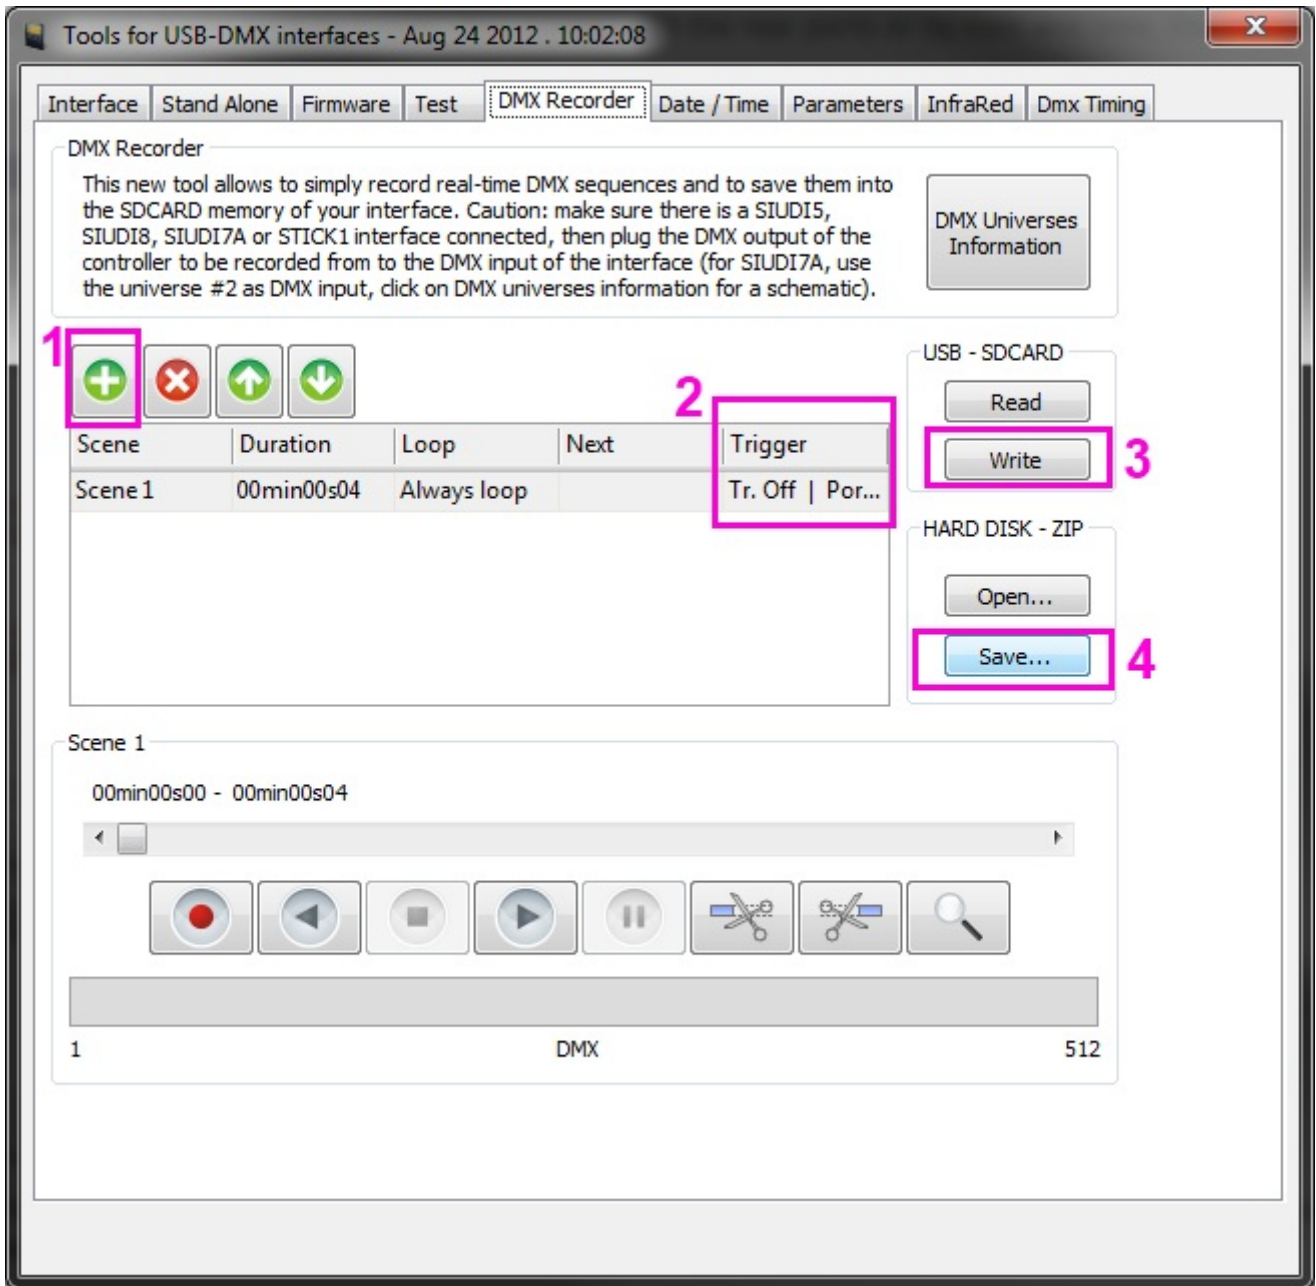 Tools for USB-DMX interfaces - Aug 24 2012 . 10:02:08
Interface Stand Alone Firmware Test DMX Recorder Date / Time Parameters InfraRed Dmx Timing
DMX Recorder
This new tool allows to simply record real-time DMX sequences and to save them into
the SDCARD memory of your interface. Caution: make sure there is a SIUDI5,
SIUDI8, SIUDI7A or STICK1 interface connected, then plug the DMX output of the
controller to be recorded from to the DMX input of the interface (for SIUDI7A, use
the universe #2 as DMX input, click on DMX universes information for a schematic).
DMX Universes
Information
1
2
Scene Duration Loop Next Trigger
Scene 1 00min00s04 Always loop Tr. Off | Por...
USB - SDCARD
Read
Write
3
HARD DISK - ZIP
Open...
Save...
4
Scene 1
00min00s00 - 00min00s04
1 DMX 512